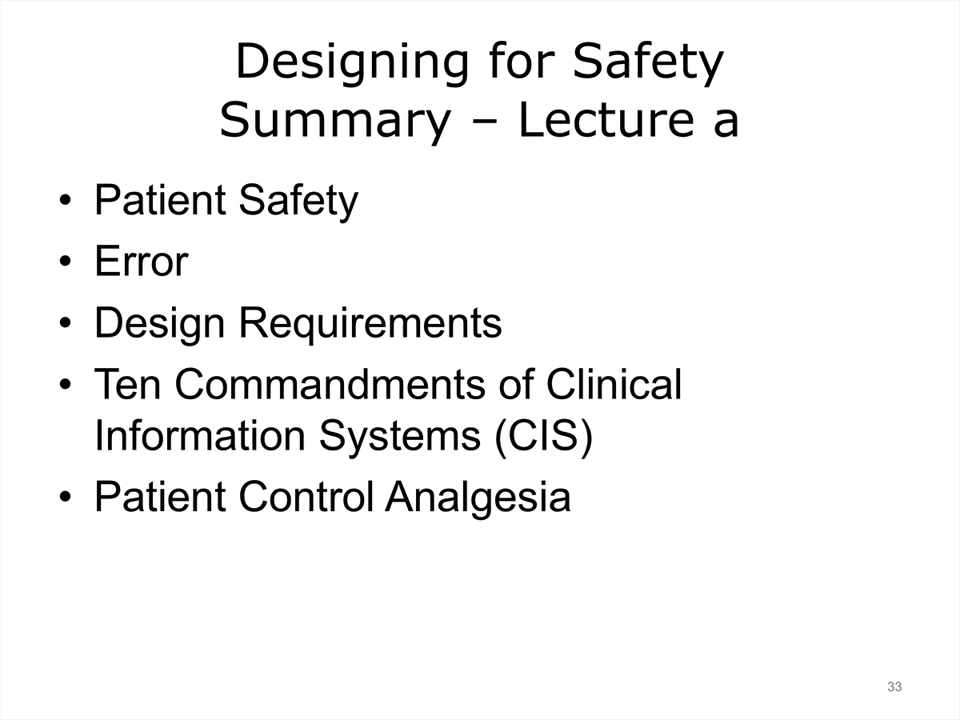 Designing for Safety
Summary – Lecture a
• Patient Safety
• Error
• Design Requirements
• Ten Commandments of Clinical
Information Systems (CIS)
• Patient Control Analgesia
33